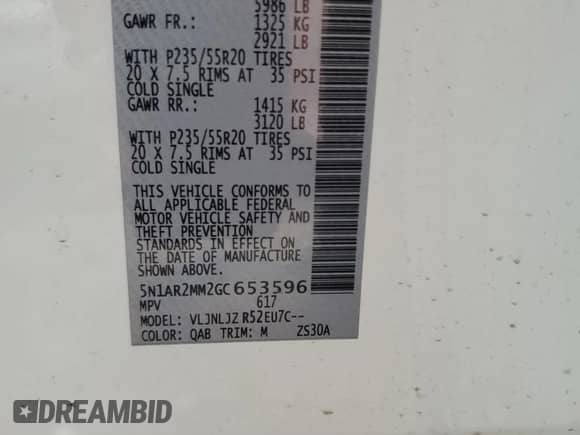 5986 LB
GAWR FR.: 1325 KG
2921 LB
WITH P235/55R20 TIRES
20 X 7.5 RIMS AT 35 PSI
COLD SINGLE
GAWR RR.: 1415 KG
3120 LB
WITH P235/55R20 TIRES
20 X 7.5 RIMS AT 35 PSI
COLD SINGLE
THIS VEHICLE CONFORMS TO
ALL APPLICABLE FEDERAL
MOTOR VEHICLE SAFETY AND
THEFT PREVENTION
STANDARDS IN EFFECT ON
THE DATE OF MANUFACTURE
SHOWN ABOVE.
5N1AR2MM2GC653596
MPV 617
MODEL: VLJNLJZ R52EU7C--
COLOR: QAB TRIM: M ZS30A
DREAMBID